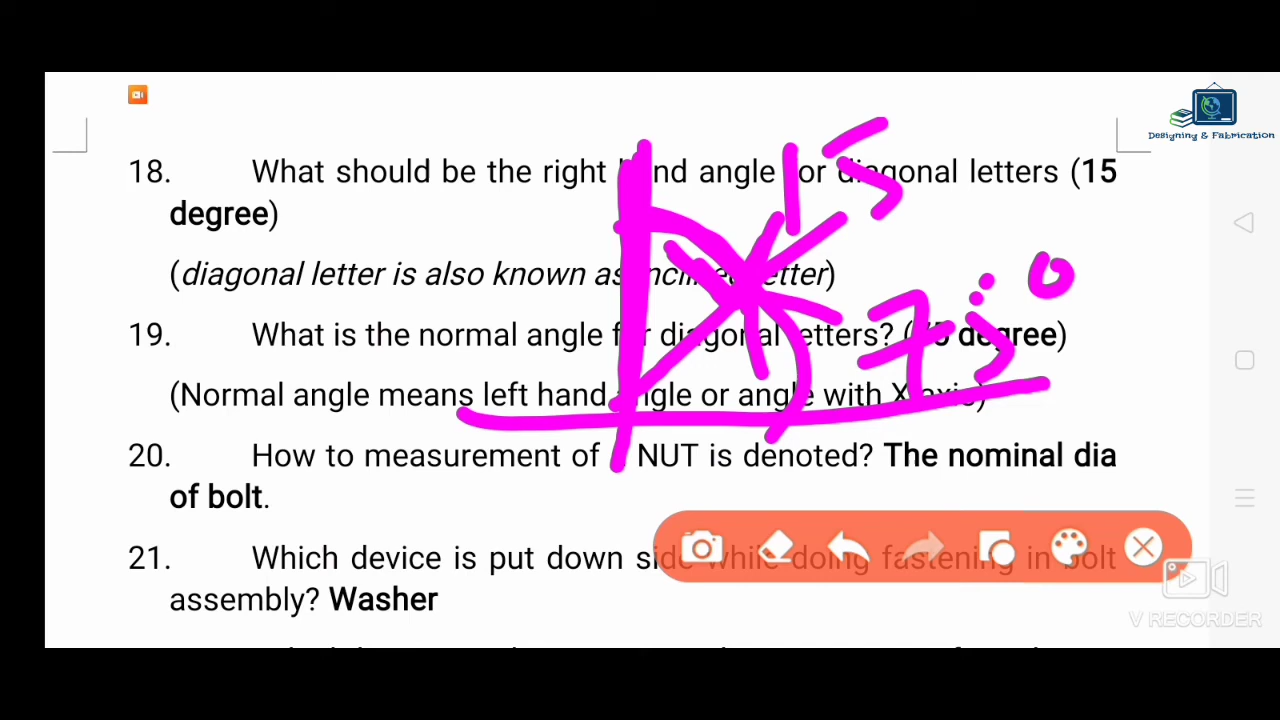 Designing & Fabrication
18. What should be the right hand angle for diagonal letters (15
degree)
(diagonal letter is also known as inclined letter)
19. What is the normal angle for diagonal letters? (75 degree)
(Normal angle means left hand angle or angle with X axis)
15
75°
20. How to measurement of NUT is denoted? The nominal dia
of bolt.
21. Which device is put down side while doing fastening in bolt
assembly? Washer
V RECORDER